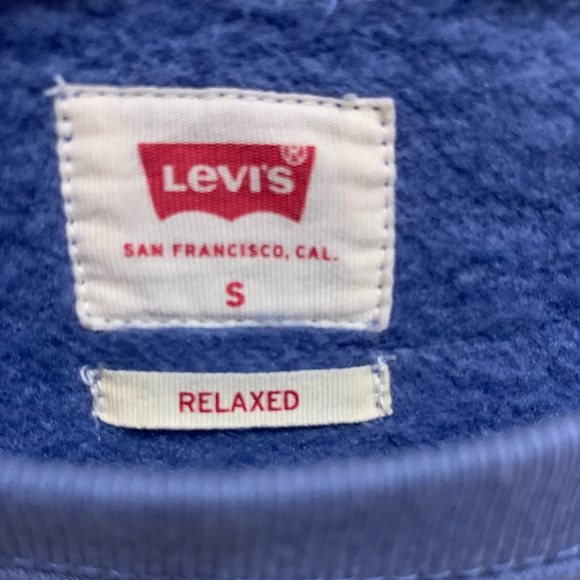 Levi's®
SAN FRANCISCO, CAL.
S
RELAXED